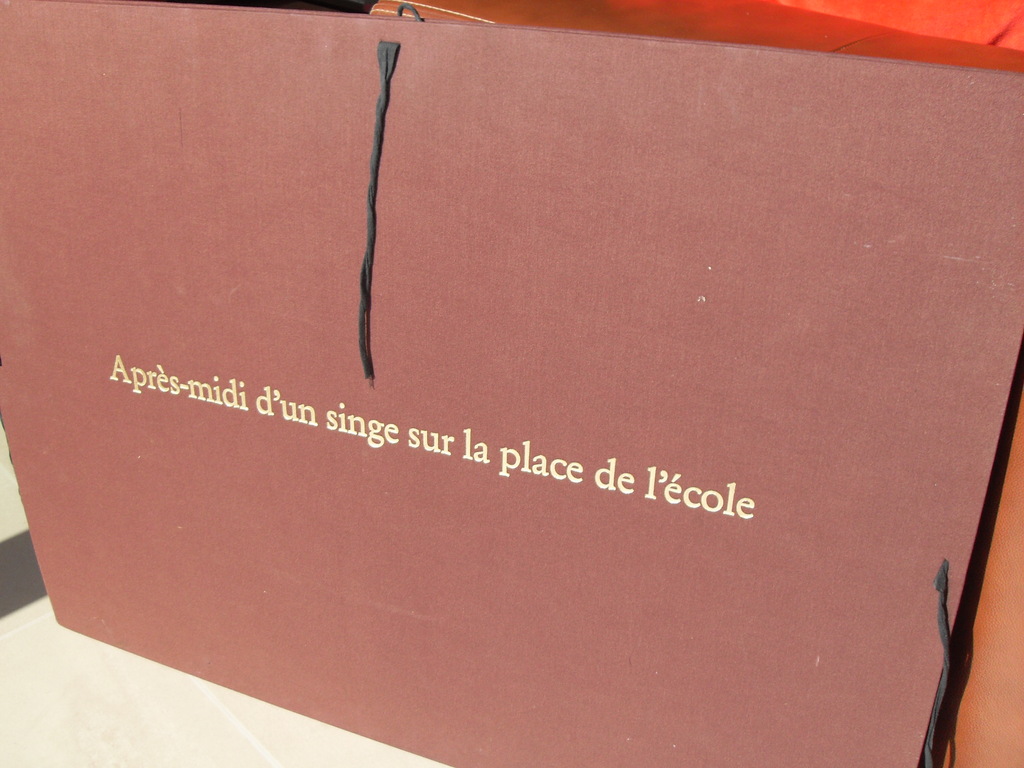 Après-midi d'un singe sur la place de l'école